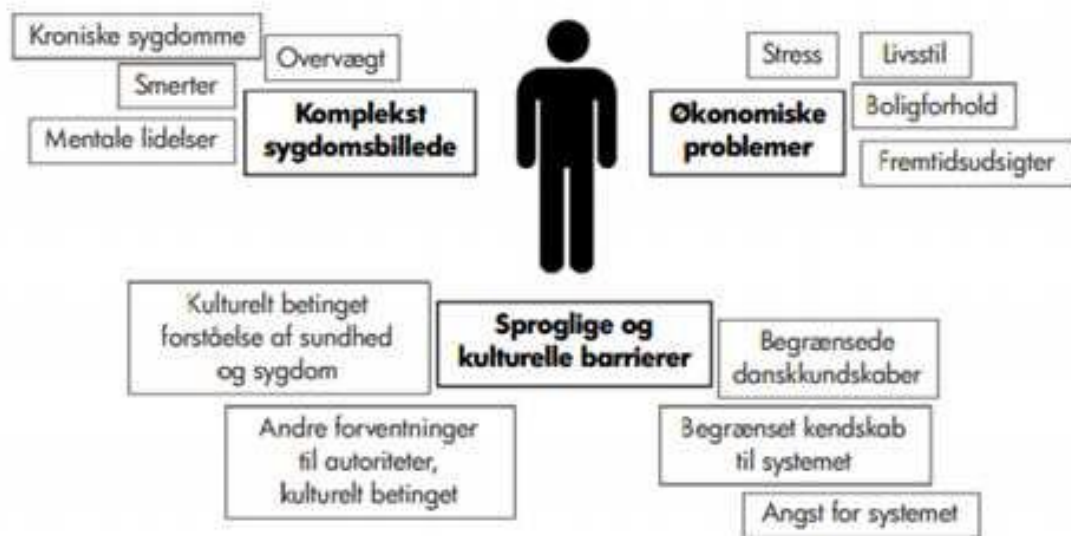 Kroniske sygdomme
Overvægt
Smerter
Mentale lidelser
Komplekst
sygdomsbillede
Stress
Livsstil
Økonomiske
problemer
Boligforhold
Fremtidsudsigter
Kulturelt betinget
forståelse af sundhed
og sygdom
Sproglige og
kulturelle barrierer
Begrænsede
danskkundskaber
Andre forventninger
til autoriteter,
kulturelt betinget
Begrænset kendskab
til systemet
Angst for systemet